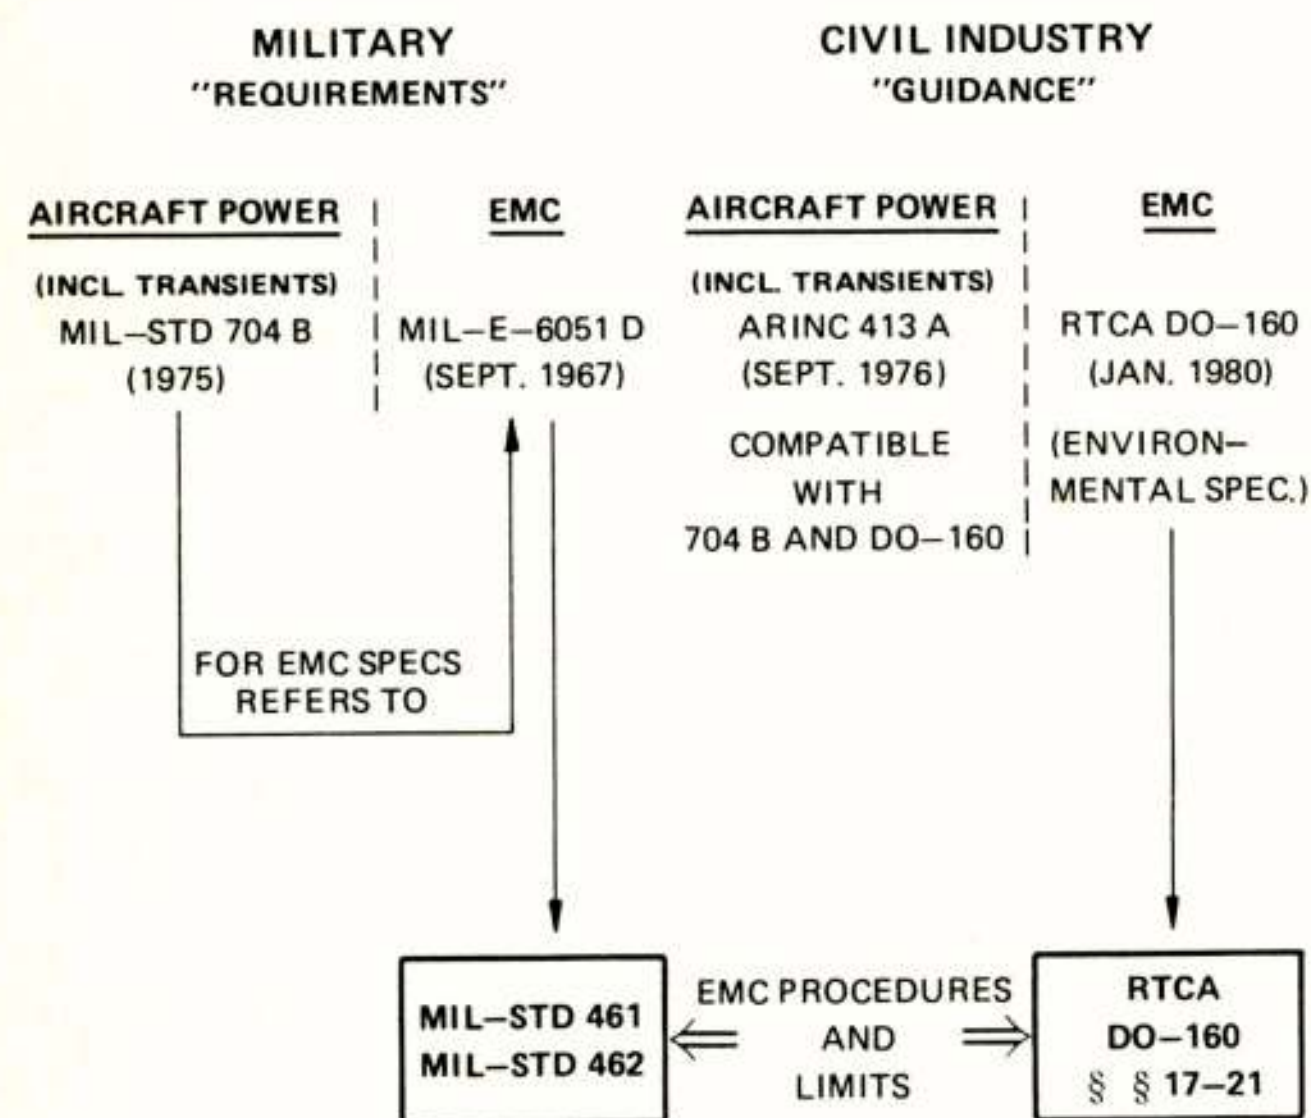 MILITARY
"REQUIREMENTS"
AIRCRAFT POWER
(INCL. TRANSIENTS)
MIL–STD 704 B
(1975)
EMC
MIL–E–6051 D
(SEPT. 1967)
FOR EMC SPECS
REFERS TO
CIVIL INDUSTRY
"GUIDANCE"
AIRCRAFT POWER
(INCL. TRANSIENTS)
ARINC 413 A
(SEPT. 1976)
COMPATIBLE
WITH
704 B AND DO–160
EMC
RTCA DO–160
(JAN. 1980)
(ENVIRON–
MENTAL SPEC.)
MIL–STD 461
MIL–STD 462
EMC PROCEDURES
AND
LIMITS
RTCA
DO–160
§ § 17–21